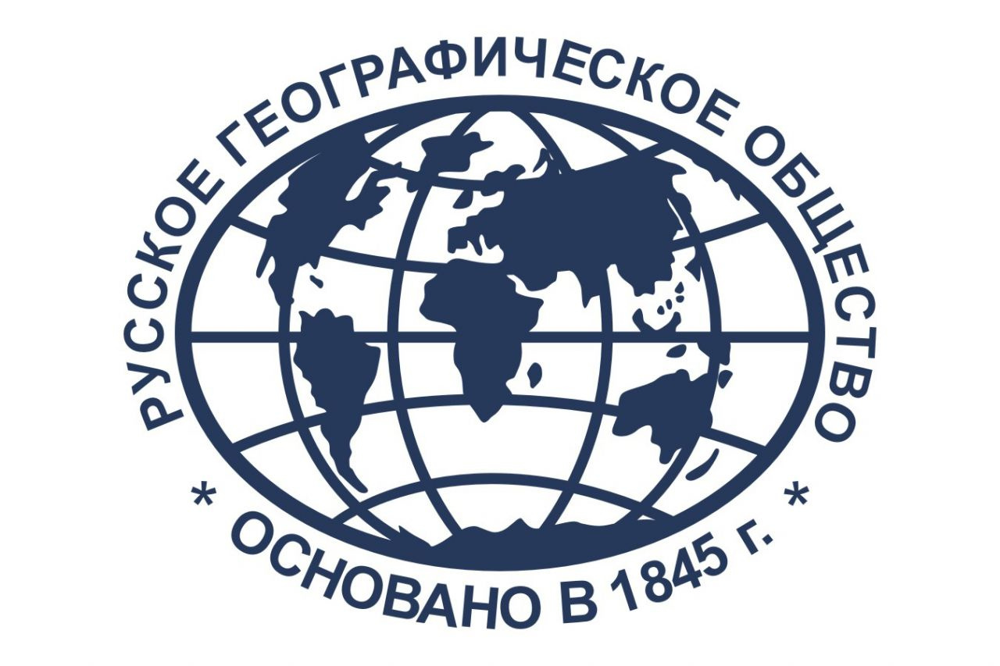 РУССКОЕ ГЕОГРАФИЧЕСКОЕ ОБЩЕСТВО
* ОСНОВАНО В 1845 г. *